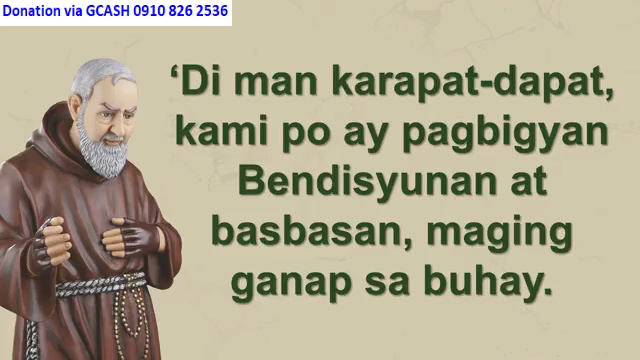 Donation via GCASH 0910 826 2536
‘Di man karapat-dapat,
kami po ay pagbigyan
Bendisyunan at
basbasan, maging
ganap sa buhay.